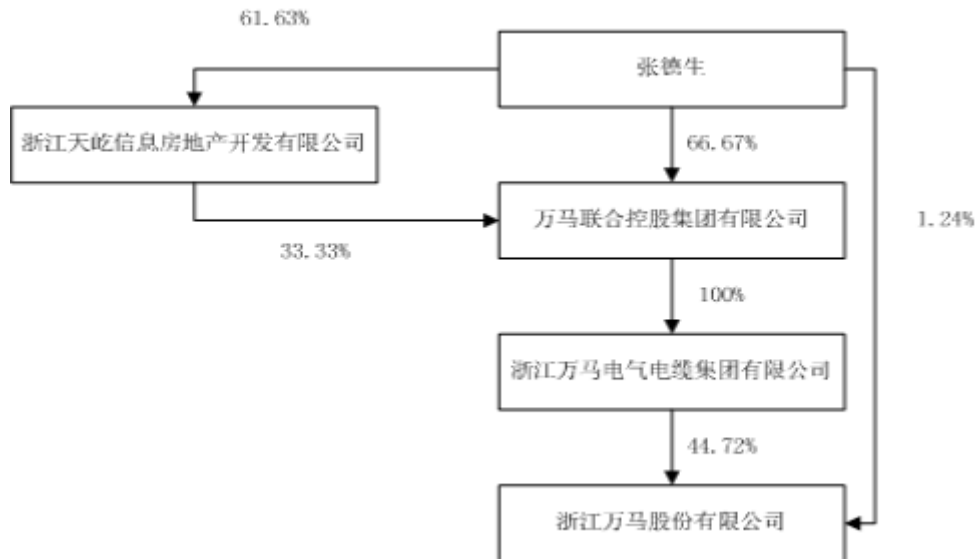 61.63%
张德生
浙江天屹信息房地产开发有限公司
66.67%
万马联合控股集团有限公司
1.24%
33.33%
100%
浙江万马电气电缆集团有限公司
44.72%
浙江万马股份有限公司